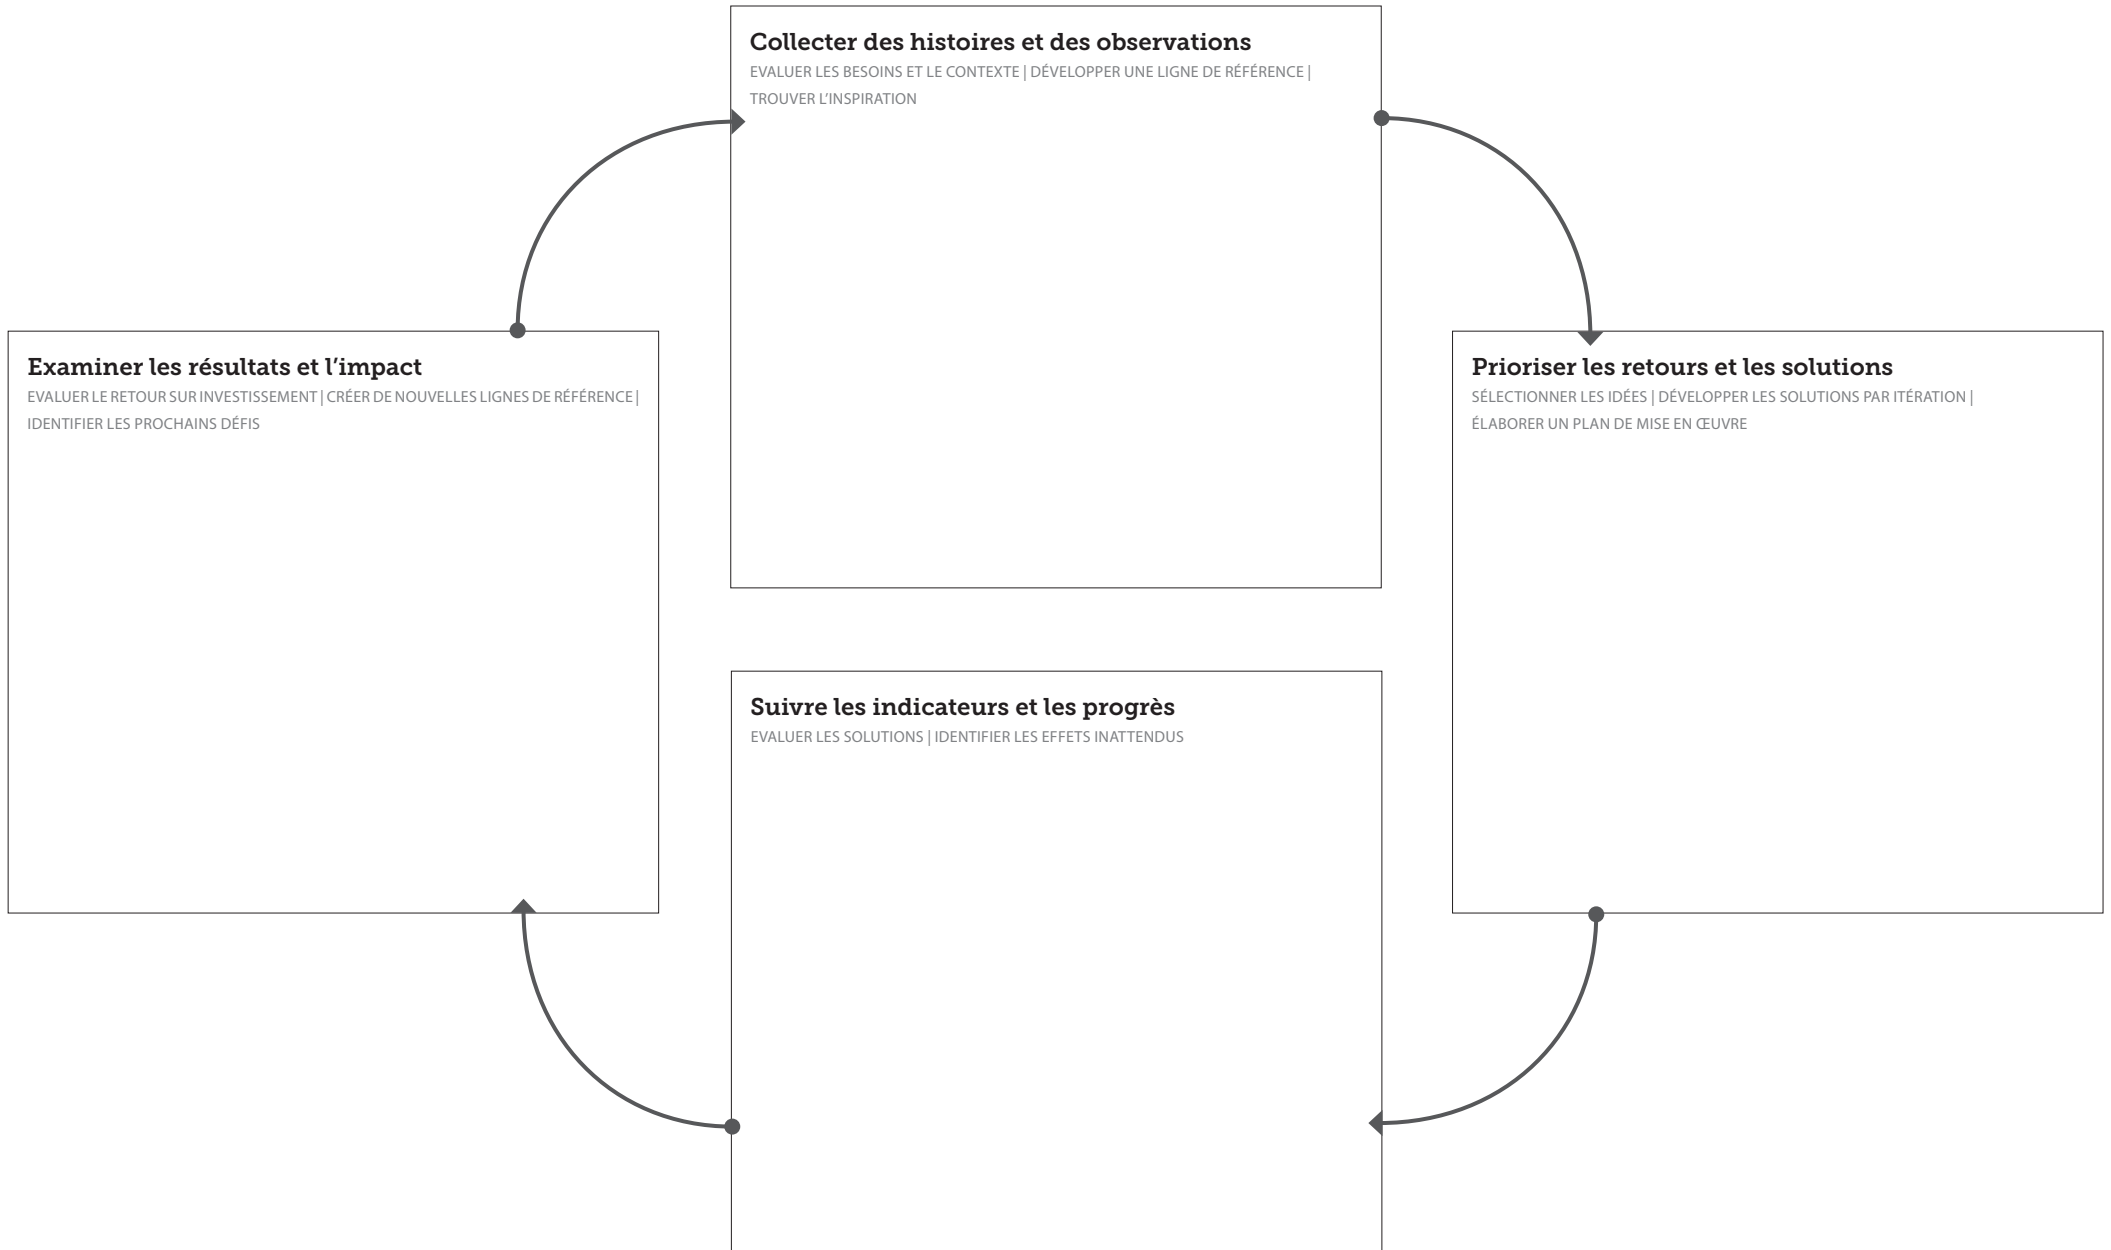 Collecter des histoires et des observations
EVALUER LES BESOINS ET LE CONTEXTE | DÉVELOPPER UNE LIGNE DE RÉFÉRENCE |
TROUVER L’INSPIRATION
Examiner les résultats et l’impact
EVALUER LE RETOUR SUR INVESTISSEMENT | CRÉER DE NOUVELLES LIGNES DE RÉFÉRENCE |
IDENTIFIER LES PROCHAINS DÉFIS
Prioriser les retours et les solutions
SÉLECTIONNER LES IDÉES | DÉVELOPPER LES SOLUTIONS PAR ITÉRATION |
ÉLABORER UN PLAN DE MISE EN ŒUVRE
Suivre les indicateurs et les progrès
EVALUER LES SOLUTIONS | IDENTIFIER LES EFFETS INATTENDUS